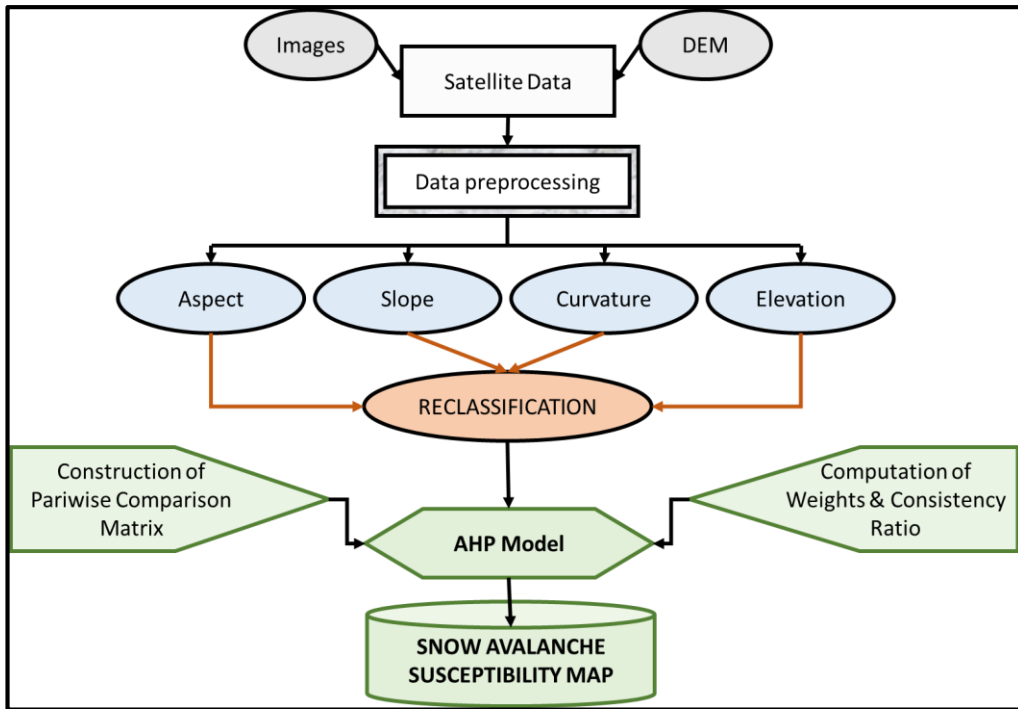 Images
DEM
Satellite Data
Data preprocessing
Aspect
Slope
Curvature
Elevation
RECLASSIFICATION
Construction of
Pariwise Comparison
Matrix
Computation of
Weights & Consistency
Ratio
AHP Model
SNOW AVALANCHE
SUSCEPTIBILITY MAP